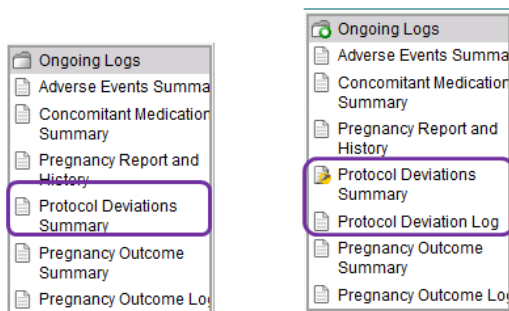 Ongoing Logs
Adverse Events Summa
Concomitant Medication
Summary
Pregnancy Report and
History
Protocol Deviations
Summary
Pregnancy Outcome
Summary
Pregnancy Outcome Log
Ongoing Logs
Adverse Events Summa
Concomitant Medication
Summary
Pregnancy Report and
History
Protocol Deviations
Summary
Protocol Deviation Log
Pregnancy Outcome
Summary
Pregnancy Outcome Log